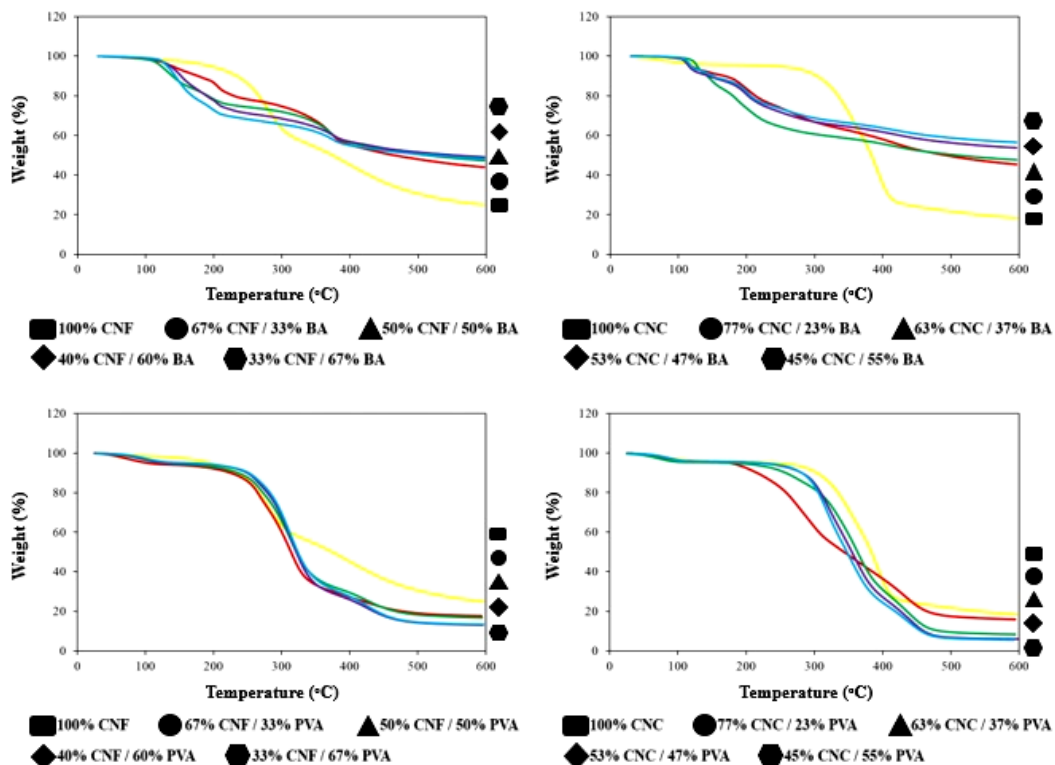 120
100
80
60
40
20
0
Weight (%)
0 100 200 300 400 500 600
Temperature (°C)
100% CNF 67% CNF / 33% BA 50% CNF / 50% BA
40% CNF / 60% BA 33% CNF / 67% BA
120
100
80
60
40
20
0
Weight (%)
0 100 200 300 400 500 600
Temperature (°C)
100% CNC 77% CNC / 23% BA 63% CNC / 37% BA
53% CNC / 47% BA 45% CNC / 55% BA
120
100
80
60
40
20
0
Weight (%)
0 100 200 300 400 500 600
Temperature (°C)
100% CNF 67% CNF / 33% PVA 50% CNF / 50% PVA
40% CNF / 60% PVA 33% CNF / 67% PVA
120
100
80
60
40
20
0
Weight (%)
0 100 200 300 400 500 600
Temperature (°C)
100% CNC 77% CNC / 23% PVA 63% CNC / 37% PVA
53% CNC / 47% PVA 45% CNC / 55% PVA